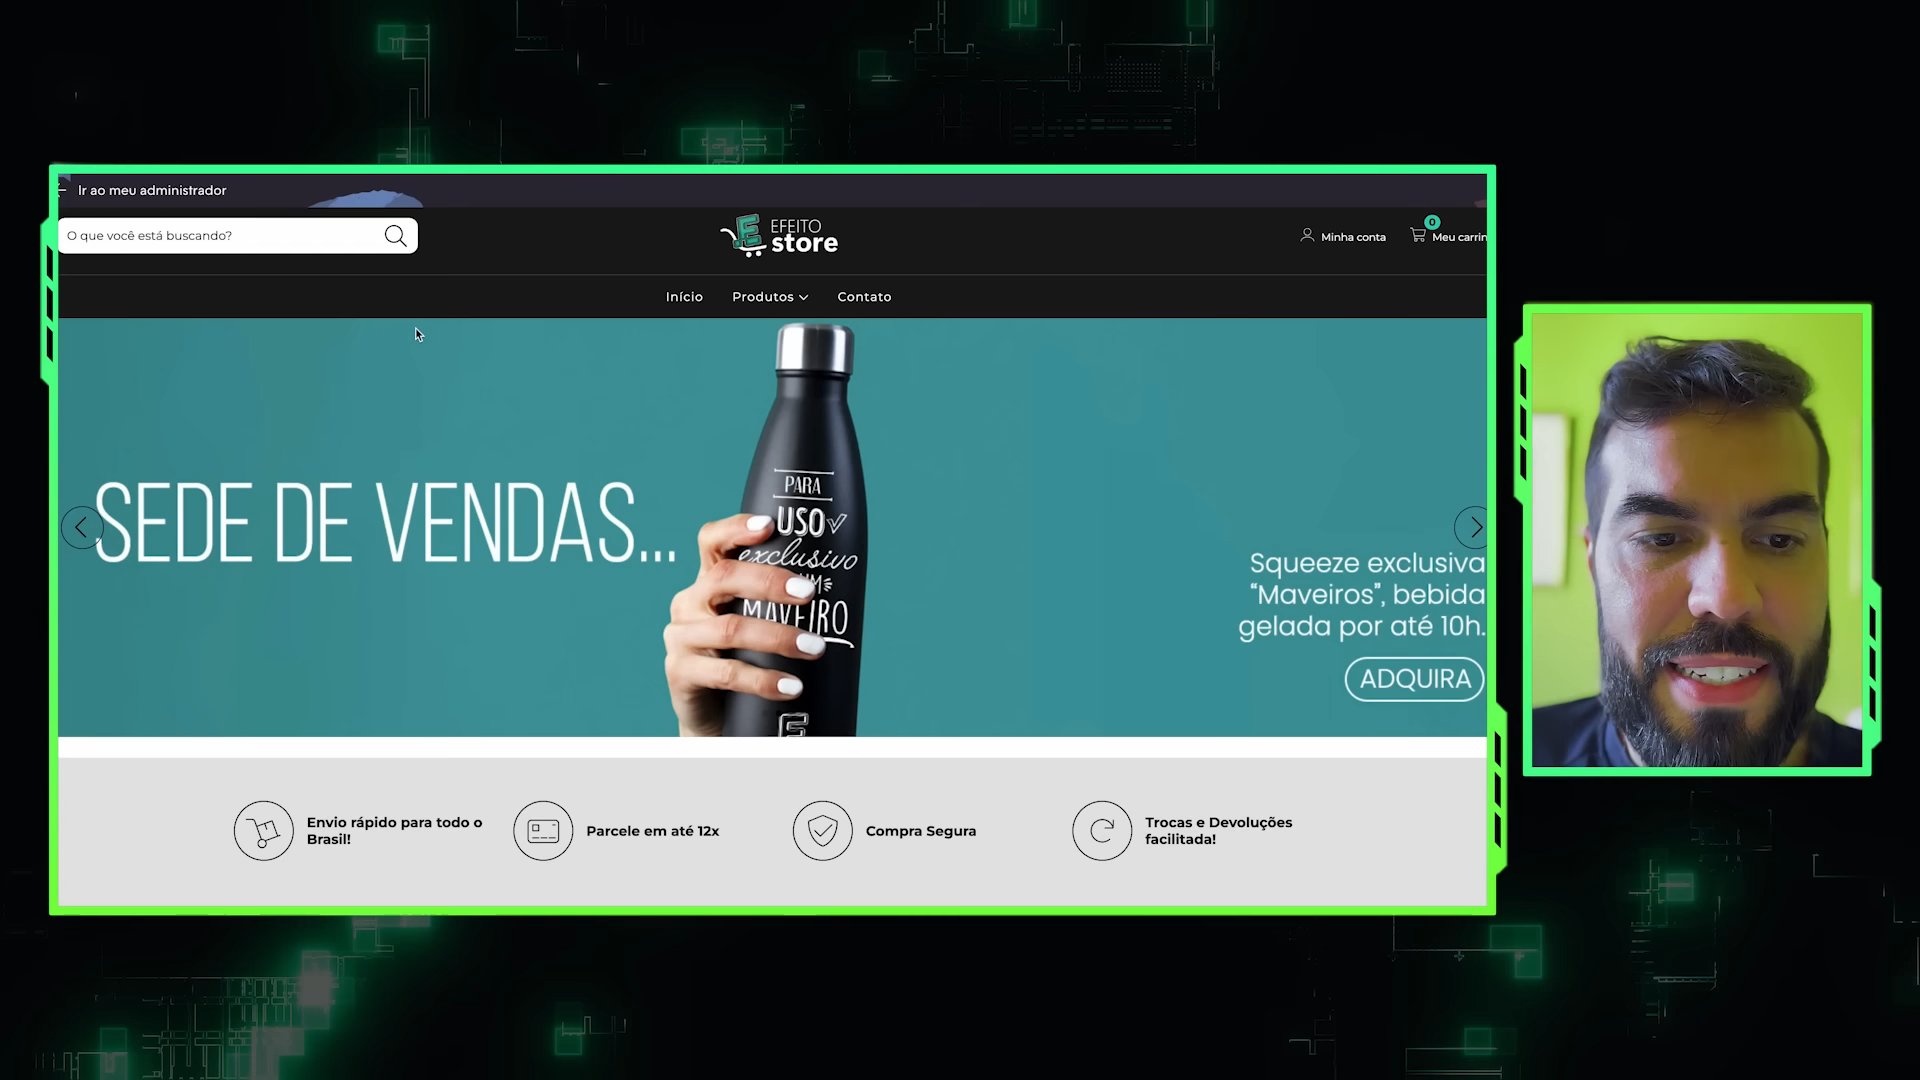 Ir ao meu administrador
O que você está buscando?
EFEITO
store
Minha conta
0
Meu carrin
Início
Produtos
Contato
SEDE DE VENDAS...
PARA
USO
exclusivo
MAVEIRO
Squeeze exclusiva
“Maveiros”, bebida
gelada por até 10h.
ADQUIRA
Envio rápido para todo o
Brasil!
Parcele em até 12x
Compra Segura
Trocas e Devoluções
facilitada!